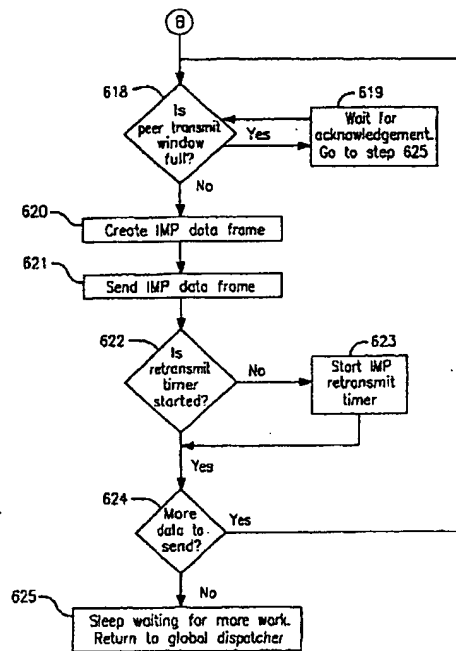 B
618
Is
peer transmit
window
full?
Yes
619
Wait for
acknowledgement.
Go to step 625
No
620
Create IMP data frame
621
Send IMP data frame
622
Is
retransmit
timer
started?
No
623
Start IMP
retransmit
timer
Yes
624
More
data to
send?
Yes
No
625
Sleep waiting for more work.
Return to global dispatcher